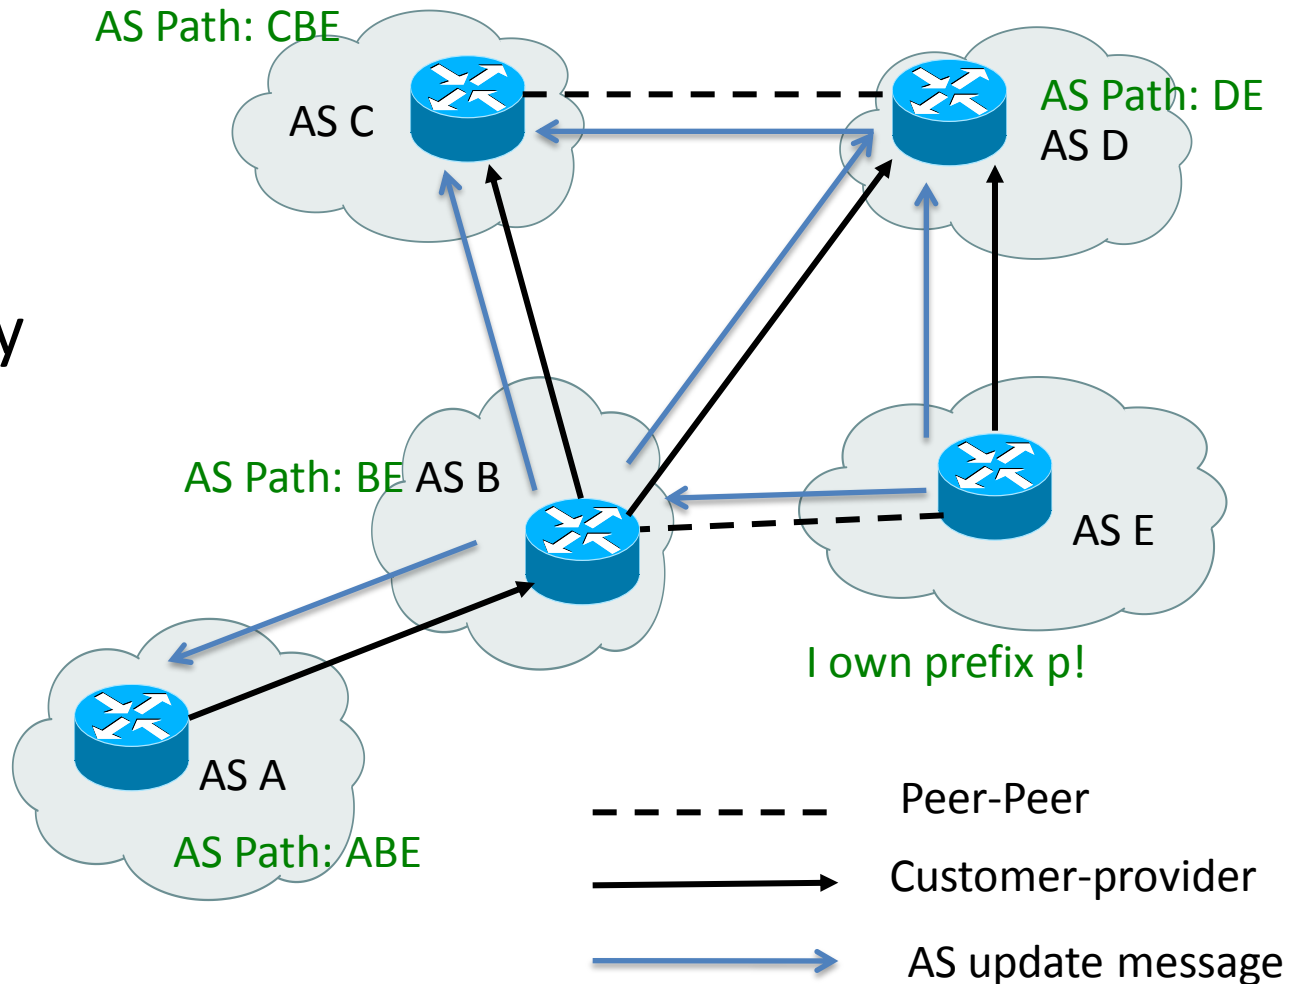 AS Path: CBE
AS C
AS Path: DE
AS D
y
AS Path: BE AS B
AS E
I own prefix p!
AS A
AS Path: ABE
Peer-Peer
Customer-provider
AS update message